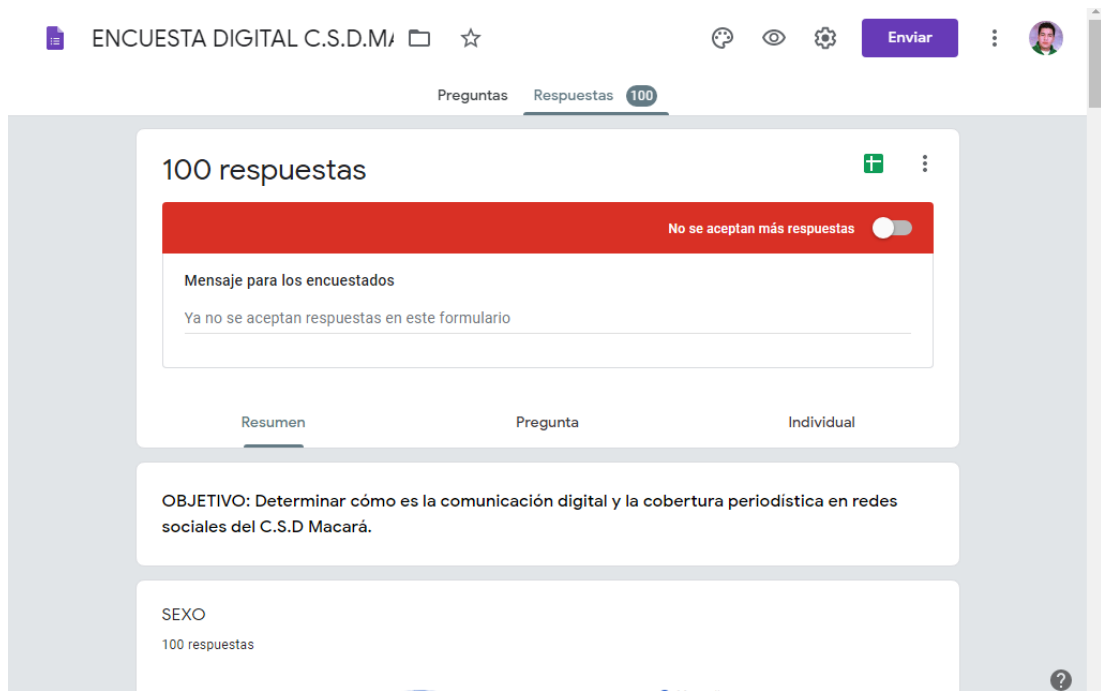 ENCUESTA DIGITAL C.S.D.M
Enviar
Preguntas Respuestas 100
100 respuestas
No se aceptan más respuestas
Mensaje para los encuestados
Ya no se aceptan respuestas en este formulario
Resumen Pregunta Individual
OBJETIVO: Determinar cómo es la comunicación digital y la cobertura periodística en redes
sociales del C.S.D Macará.
SEXO
100 respuestas